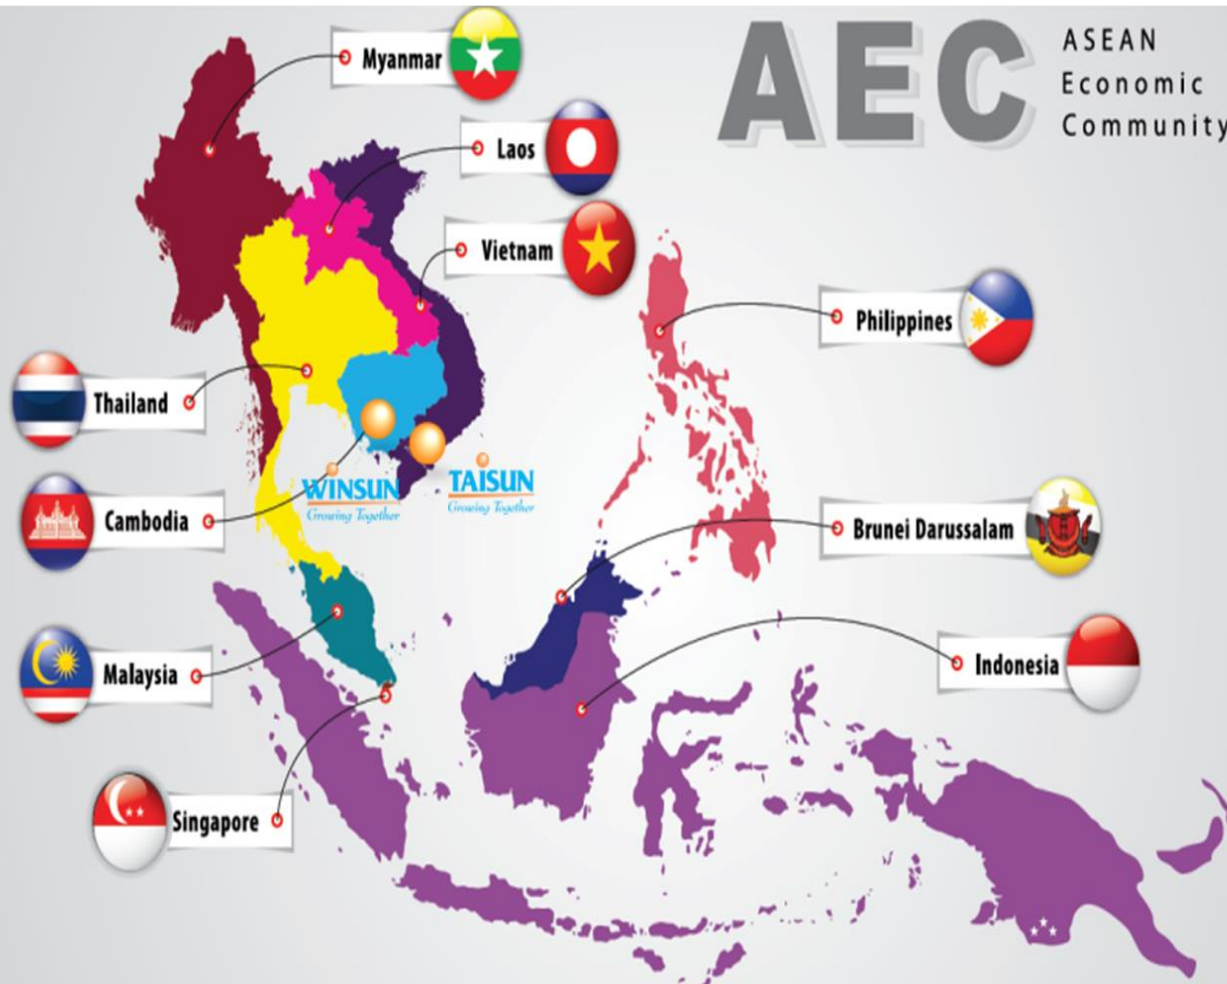 AEC
ASEAN
Economic
Community
Myanmar
Laos
Vietnam
Philippines
Thailand
Cambodia
WINSUN
Growing Together
TAISUN
Growing Together
Brunei Darussalam
Malaysia
Indonesia
Singapore